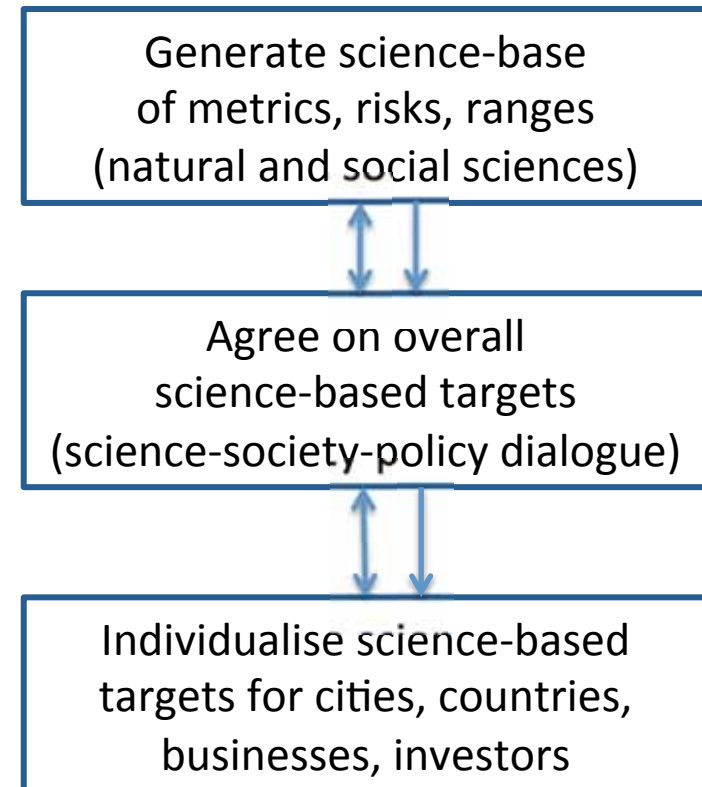 Generate science-base
of metrics, risks, ranges
(natural and social sciences)
Agree on overall
science-based targets
(science-society-policy dialogue)
Individualise science-based
targets for cities, countries,
businesses, investors